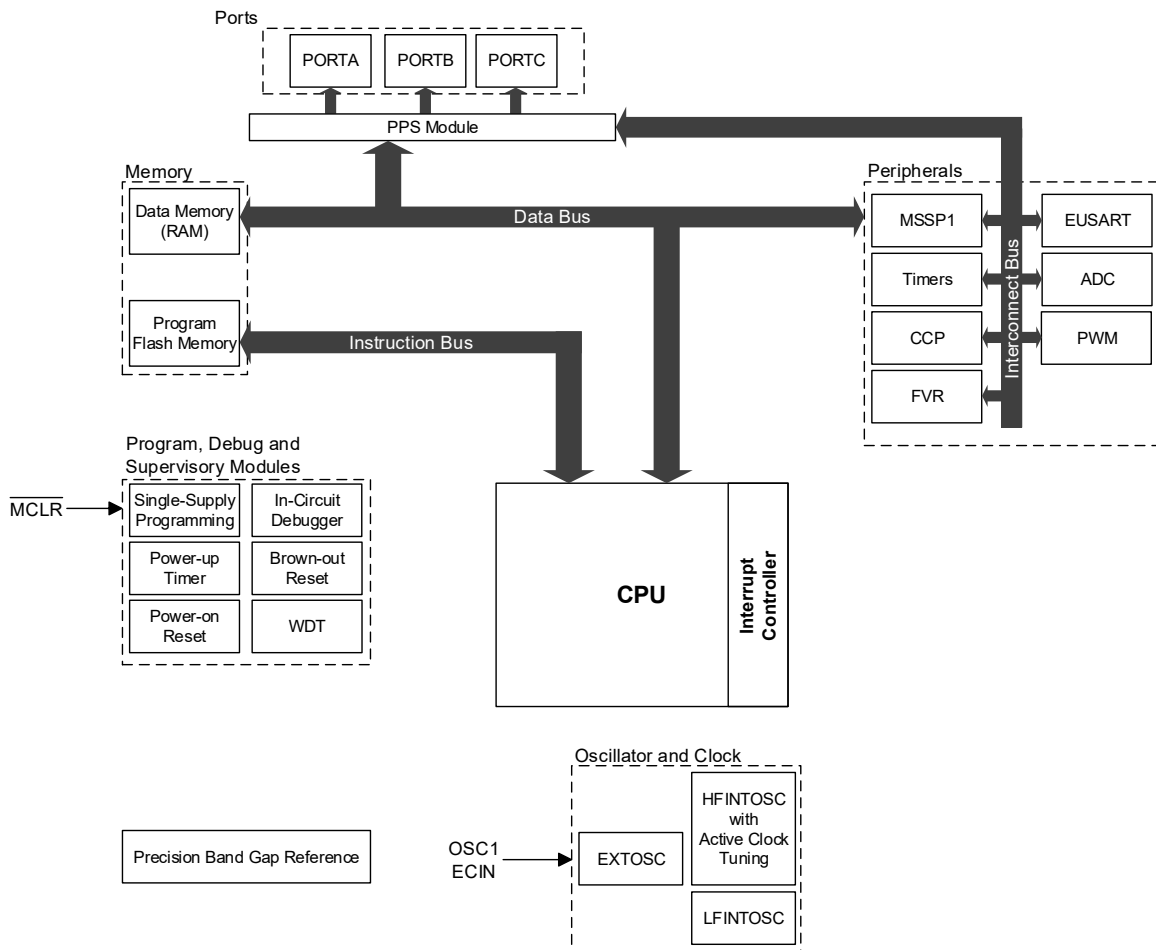 Ports
PORTA
PORTB
PORTC
PPS Module
Memory
Data Memory
(RAM)
Program
Flash Memory
Data Bus
Instruction Bus
Peripherals
MSSP1
EUSART
Timers
ADC
CCP
PWM
FVR
Interconnect Bus
Program, Debug and
Supervisory Modules
MCLR
Single-Supply
Programming
In-Circuit
Debugger
Power-up
Timer
Brown-out
Reset
Power-on
Reset
WDT
CPU
Interrupt
Controller
Oscillator and Clock
HFINTOSC
with
Active Clock
Tuning
EXTOSC
LFINTOSC
OSC1
ECIN
Precision Band Gap Reference